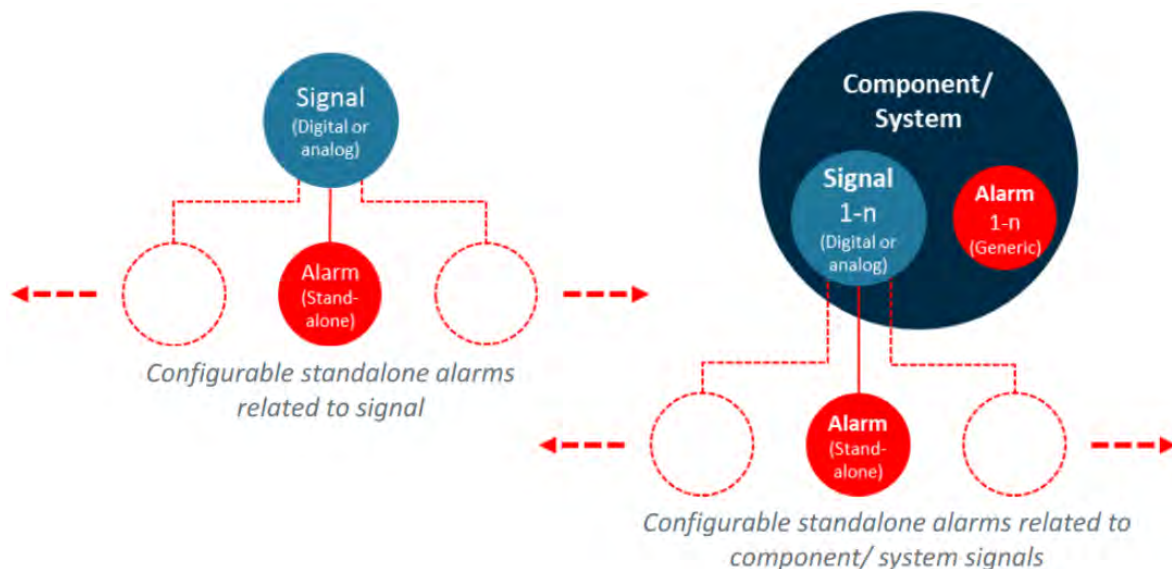 Signal
(Digital or
analog)
Alarm
(Stand-
alone)
Configurable standalone alarms
related to signal
Component/
System
Signal
1-n
(Digital or
analog)
Alarm
1-n
(Generic)
Alarm
(Stand-
alone)
Configurable standalone alarms related to
component/ system signals